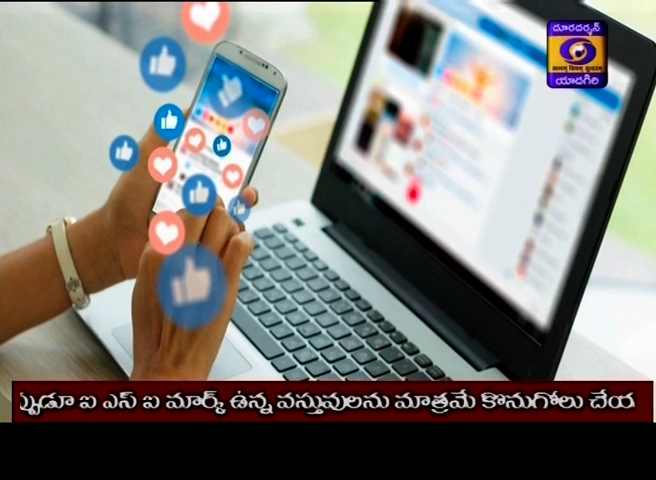 దూరదర్శన్
యాదగిరి
ప్పుడూ ఐ ఎస్ ఐ మార్క్ ఉన్న వస్తువులను మాత్రమే కొనుగోలు చేయ